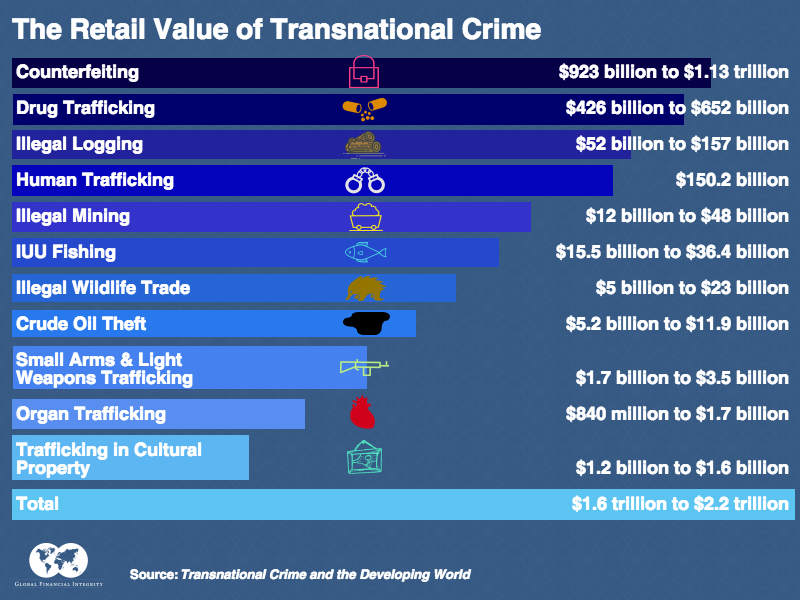 The Retail Value of Transnational Crime
Counterfeiting $923 billion to $1.13 trillion
Drug Trafficking $426 billion to $652 billion
Illegal Logging $52 billion to $157 billion
Human Trafficking $150.2 billion
Illegal Mining $12 billion to $48 billion
IUU Fishing $15.5 billion to $36.4 billion
Illegal Wildlife Trade $5 billion to $23 billion
Crude Oil Theft $5.2 billion to $11.9 billion
Small Arms & Light
Weapons Trafficking $1.7 billion to $3.5 billion
Organ Trafficking $840 million to $1.7 billion
Trafficking in Cultural
Property $1.2 billion to $1.6 billion
Total $1.6 trillion to $2.2 trillion
Global Financial Integrity
Source: Transnational Crime and the Developing World